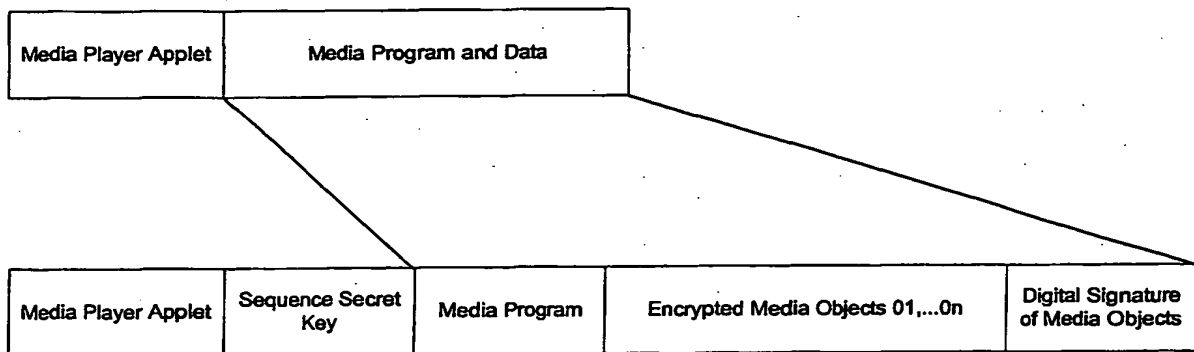 Media Player Applet
Media Program and Data
Media Player Applet
Sequence Secret
Key
Media Program
Encrypted Media Objects 01,...0n
Digital Signature
of Media Objects